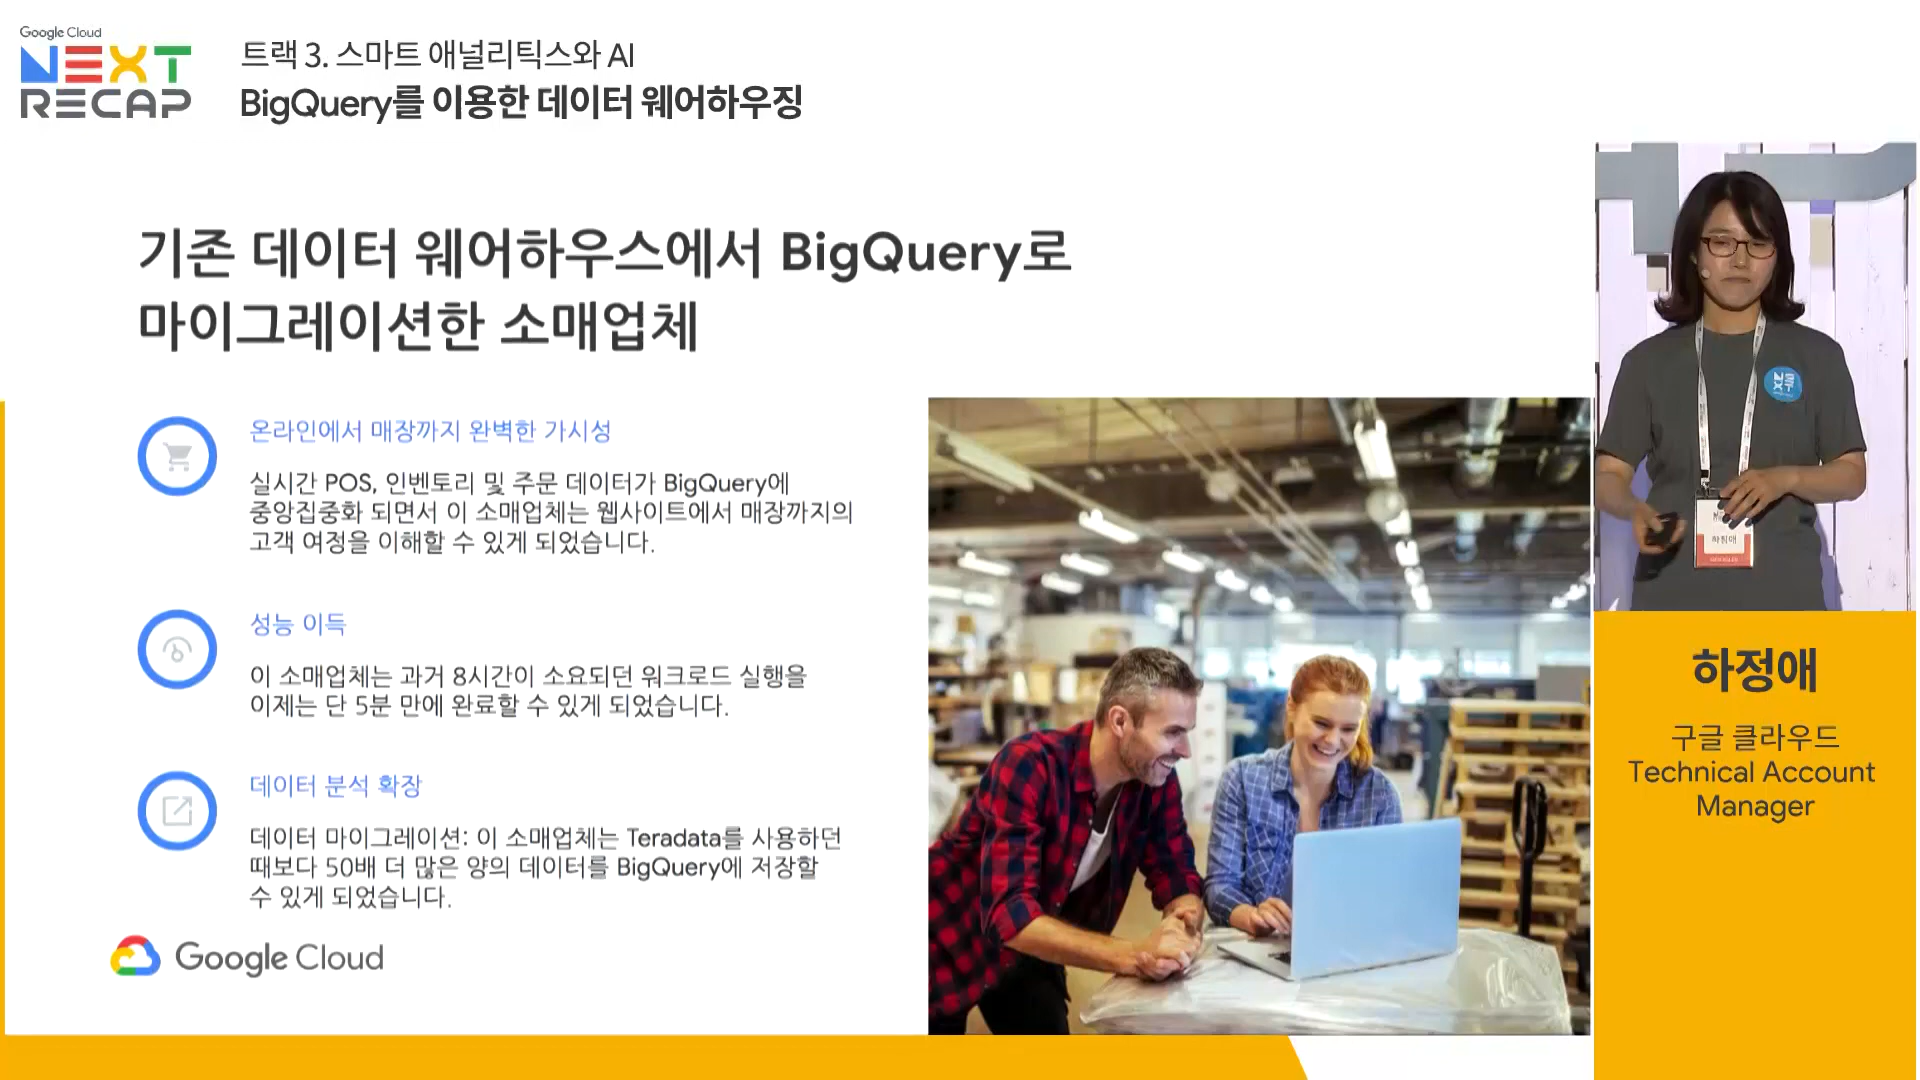 Google Cloud
NEXT
RECAP
트랙 3. 스마트 애널리틱스와 AI
BigQuery를 이용한 데이터 웨어하우징
기존 데이터 웨어하우스에서 BigQuery로
마이그레이션한 소매업체
온라인에서 매장까지 완벽한 가시성
실시간 POS, 인벤토리 및 주문 데이터가 BigQuery에
중앙집중화 되면서 이 소매업체는 웹사이트에서 매장까지의
고객 여정을 이해할 수 있게 되었습니다.
성능 이득
이 소매업체는 과거 8시간이 소요되던 워크로드 실행을
이제는 단 5분 만에 완료할 수 있게 되었습니다.
데이터 분석 확장
데이터 마이그레이션: 이 소매업체는 Teradata를 사용하던
때보다 50배 더 많은 양의 데이터를 BigQuery에 저장할
수 있게 되었습니다.
Google Cloud
하정애
하정애
구글 클라우드
Technical Account
Manager